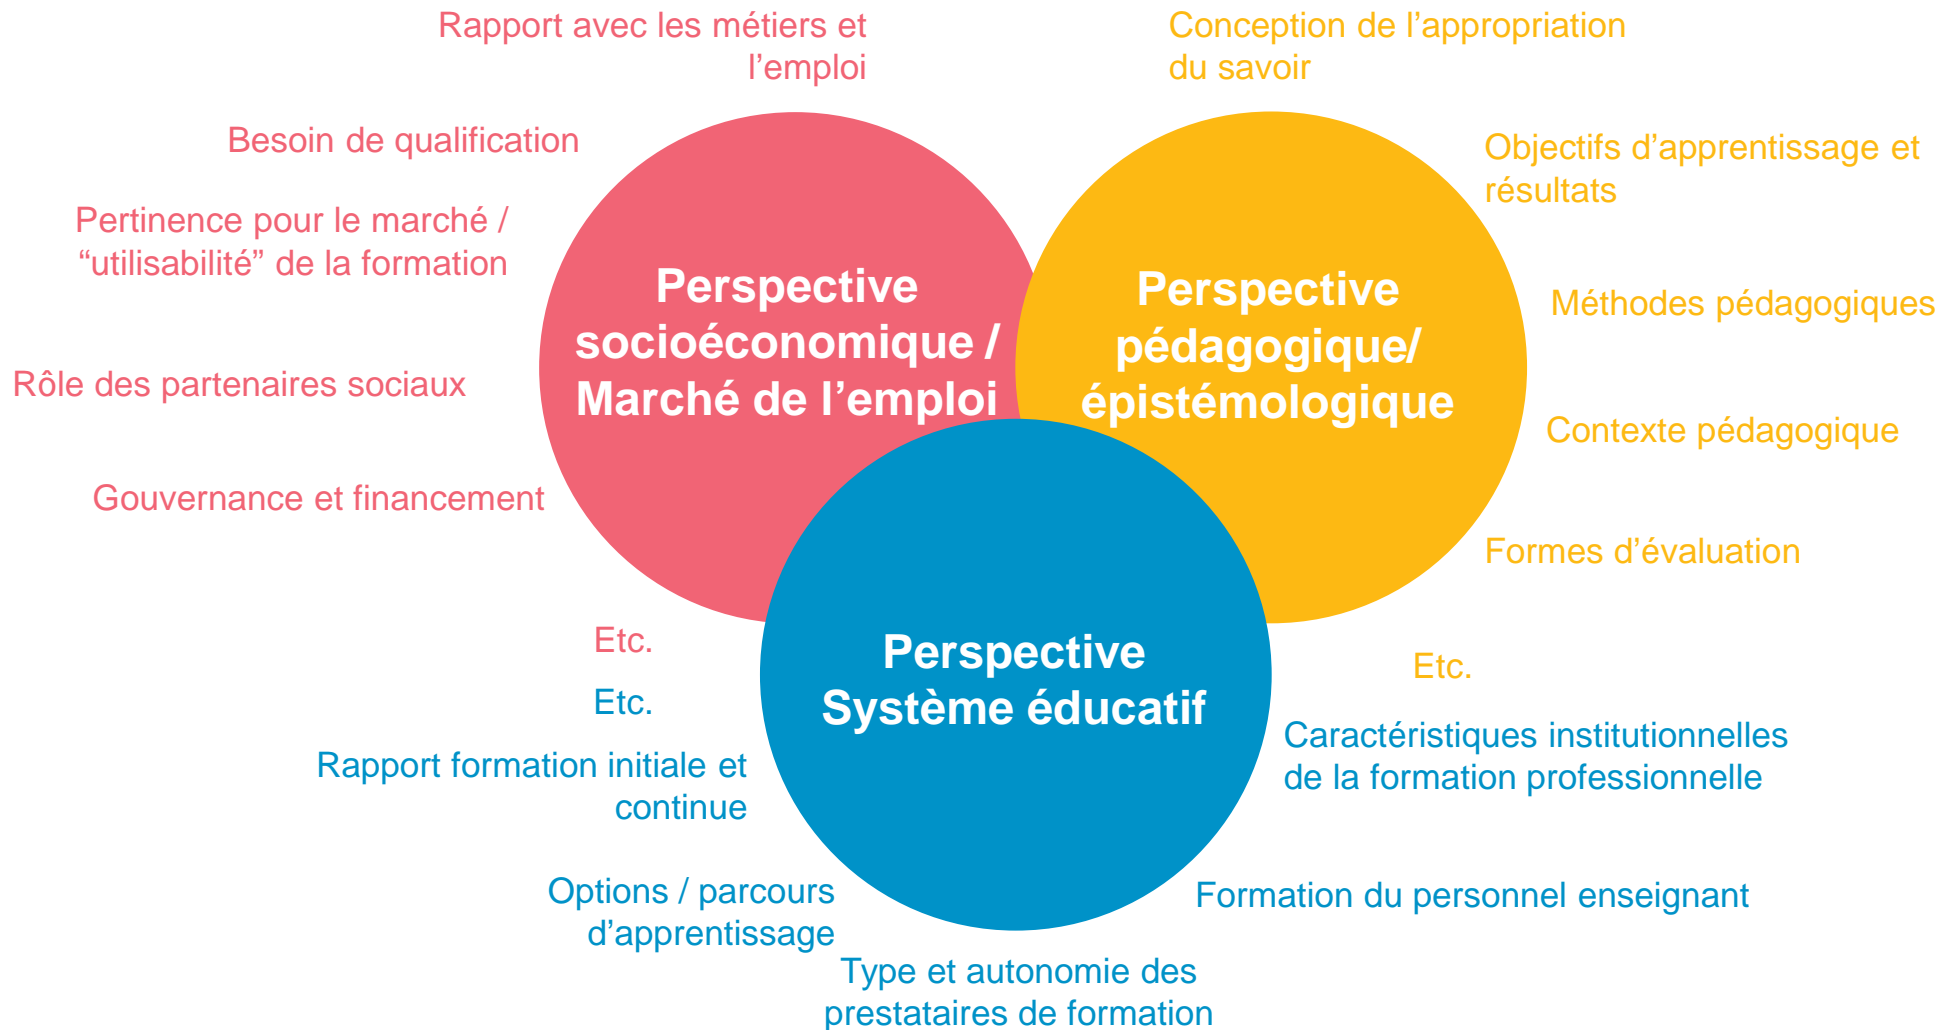 Rapport avec les métiers et
l’emploi
Besoin de qualification
Pertinence pour le marché /
“utilisabilité” de la formation
Rôle des partenaires sociaux
Gouvernance et financement
Etc.
Perspective
socioéconomique /
Marché de l’emploi
Conception de l’appropriation
du savoir
Objectifs d’apprentissage et
résultats
Méthodes pédagogiques
Contexte pédagogique
Formes d’évaluation
Etc.
Perspective
pédagogique/
épistémologique
Perspective
Système éducatif
Etc.
Rapport formation initiale et
continue
Options / parcours
d’apprentissage
Type et autonomie des
prestataires de formation
Formation du personnel enseignant
Caractéristiques institutionnelles
de la formation professionnelle